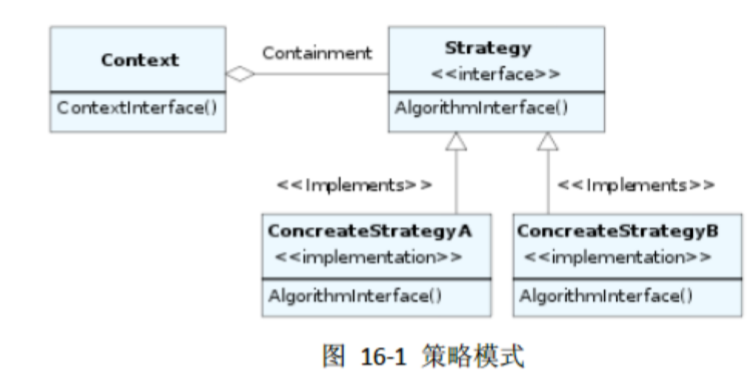 Context
ContextInterface()
Containment
Strategy
<<interface>>
AlgorithmInterface()
<<Implements>>
<<Implements>>
ConcreateStrategyA
<<implementation>>
AlgorithmInterface()
ConcreateStrategyB
<<implementation>>
AlgorithmInterface()
图 16-1 策略模式